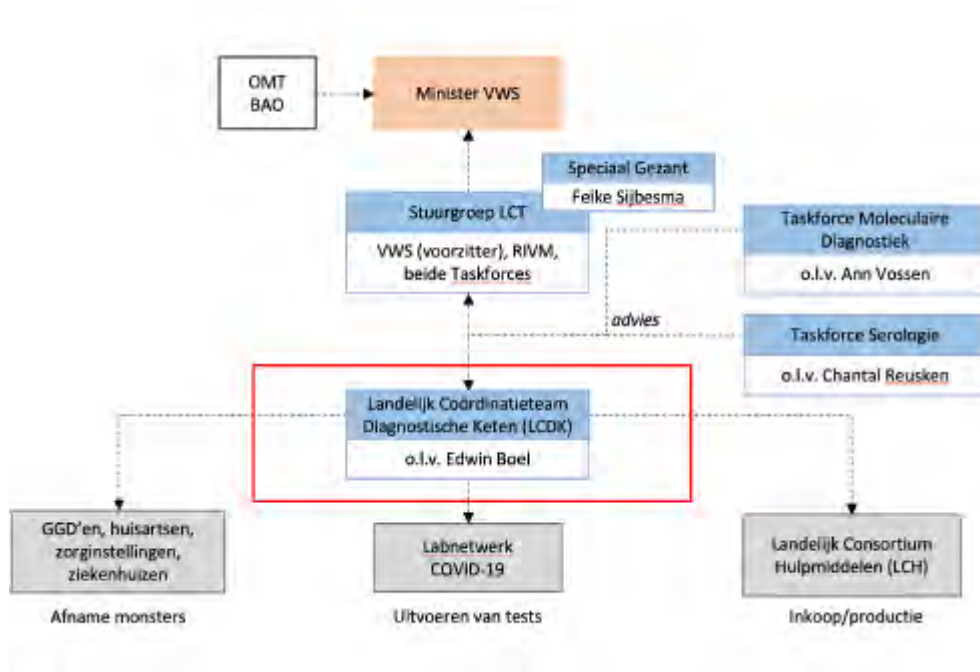 OMT
BAO
Minister VWS
Speciaal Gezant
Feike Sijbesma
Stuurgroep LCT
VWS (voorzitter), RIVM,
beide Taskforces
Taskforce Moleculaire
Diagnostiek
o.l.v. Ann Vossen
advies
Taskforce Serologie
o.l.v. Chantal Reusken
Landelijk Coördinatieteam
Diagnostische Keten (LCDK)
o.l.v. Edwin Boel
GGD'en, huisartsen,
zorginstellingen,
ziekenhuizen
Labnetwerk
COVID-19
Landelijk Consortium
Hulpmiddelen (LCH)
Afname monsters
Uitvoeren van tests
Inkoop/productie